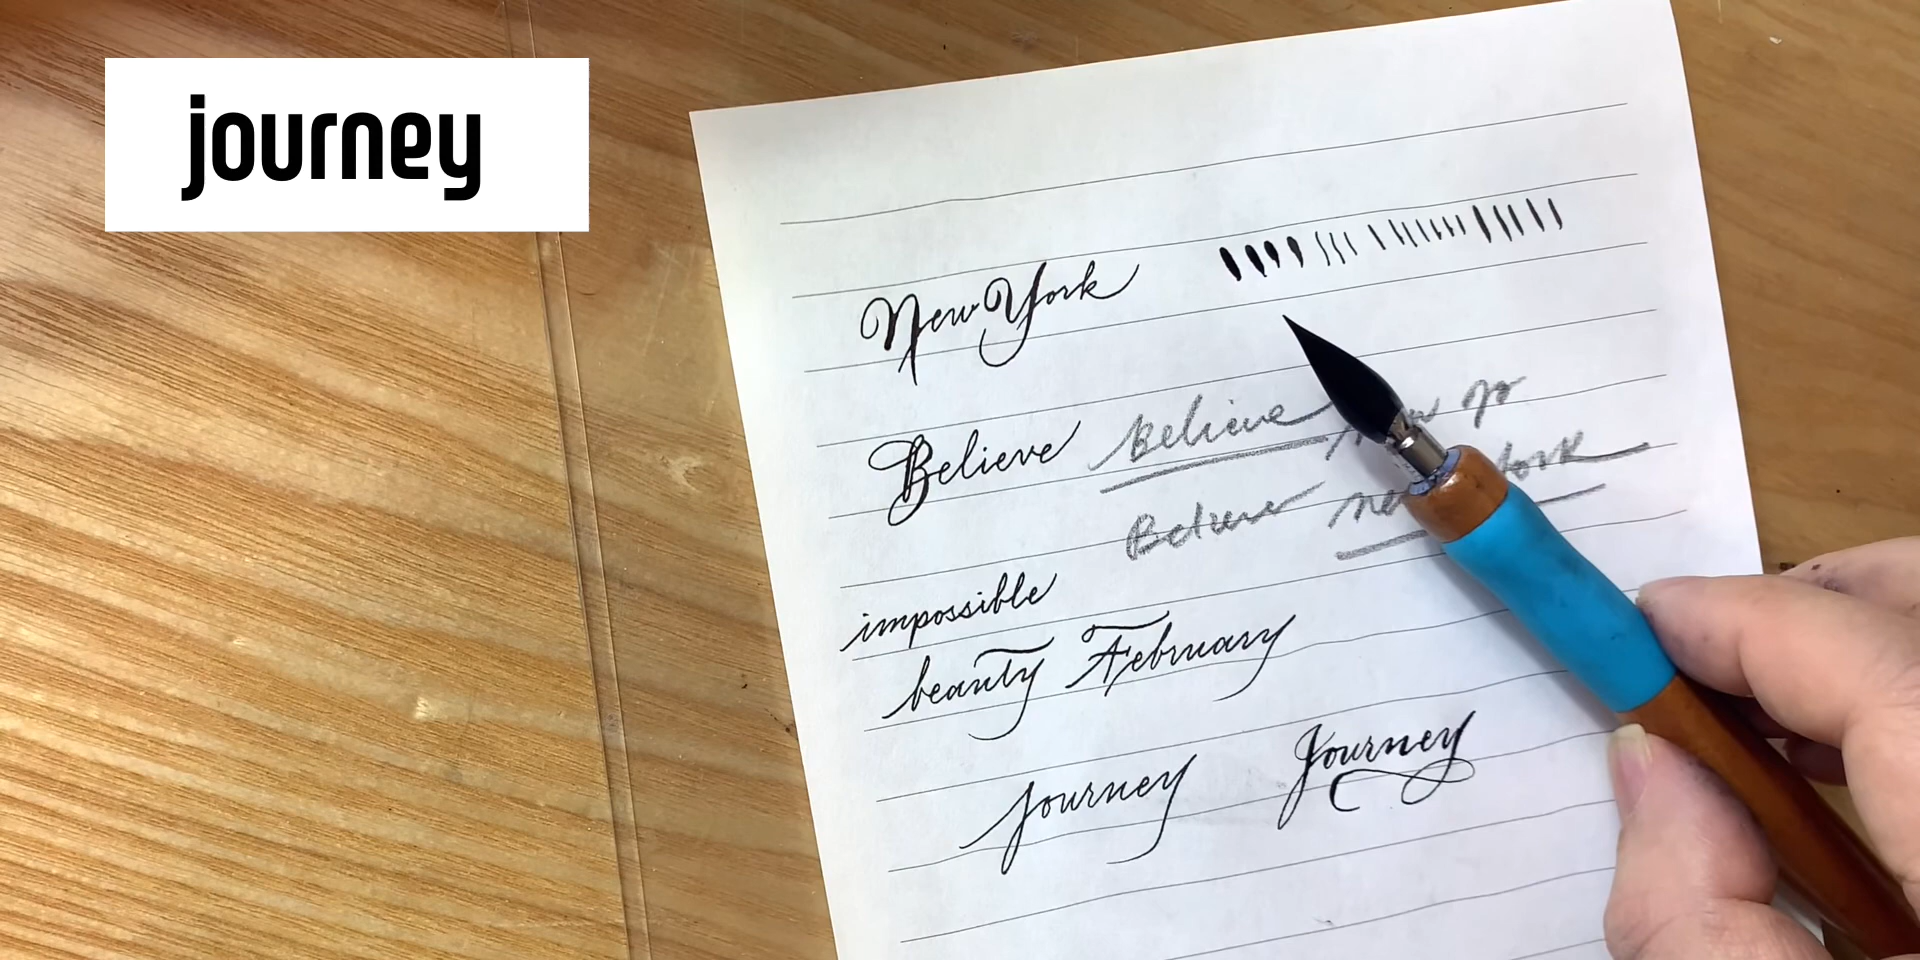 journey
New York
Believe Believe
Believe
impossible
beauty February
journey Journey